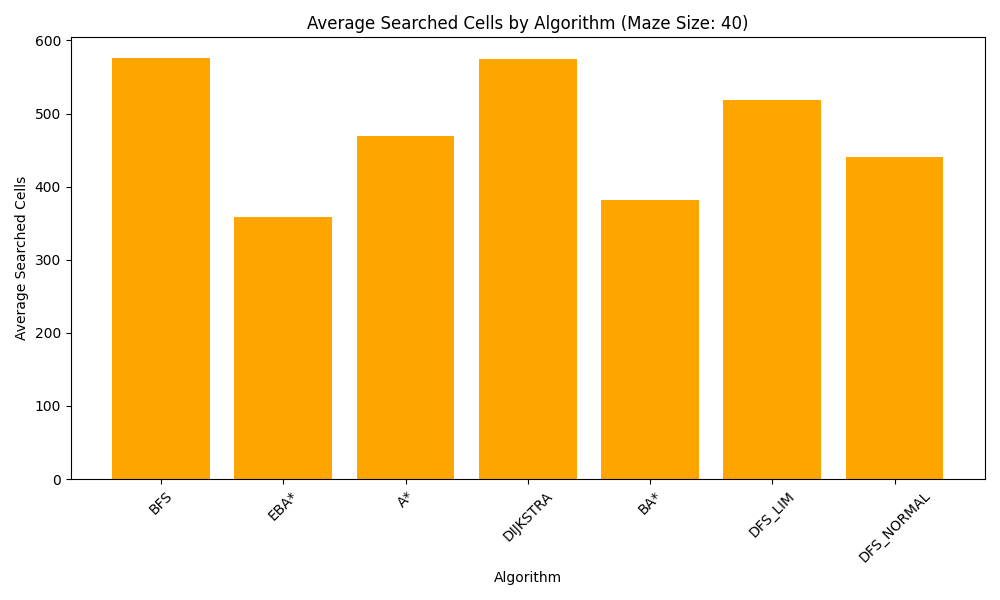 Average Searched Cells by Algorithm (Maze Size: 40)
600
500
400
300
200
100
0
Average Searched Cells
BFS
EBA*
A*
DIJKSTRA
BA*
DFS_LIM
DFS_NORMAL
Algorithm